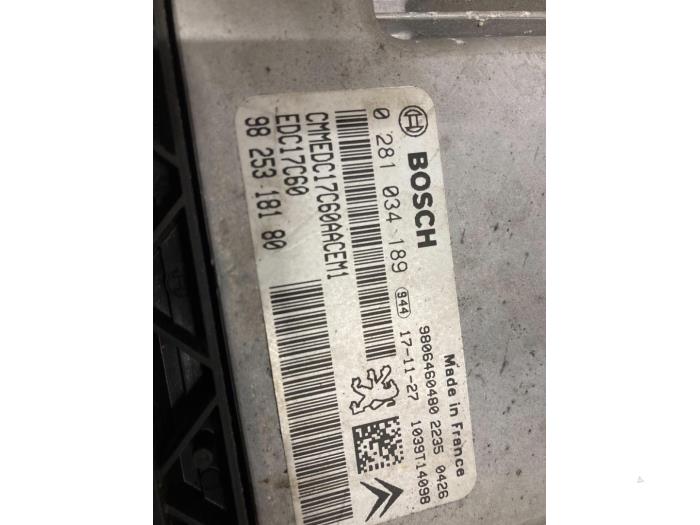 BOSCH
0 281 034 189 944
CMMEDC17C60AACEM1
EDC17C60
98 253 181 80
Made in France
9806460480 2235 0426
17-11-27 1039T14098